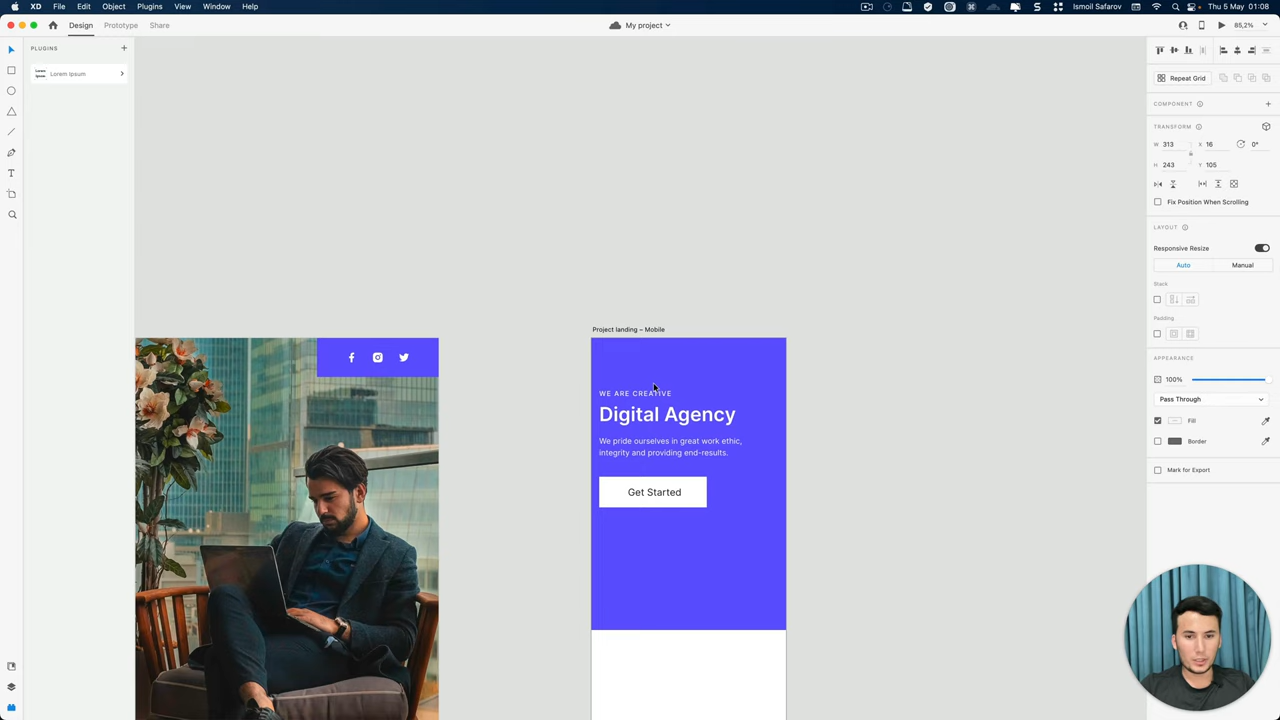 XD File Edit Object Plugins View Window Help
Ismoil Safarov Thu 5 May 01:08
Design Prototype Share
My project
85,2%
PLUGINS
Lorem Ipsum
Repeat Grid
COMPONENT
TRANSFORM
W 313 X 16 0°
H 243 Y 105
Fix Position When Scrolling
LAYOUT
Responsive Resize
Auto Manual
Stack
Padding
APPEARANCE
100%
Pass Through
Fill
Border
Mark for Export
Project landing – Mobile
WE ARE CREATIVE
Digital Agency
We pride ourselves in great work ethic,
integrity and providing end-results.
Get Started